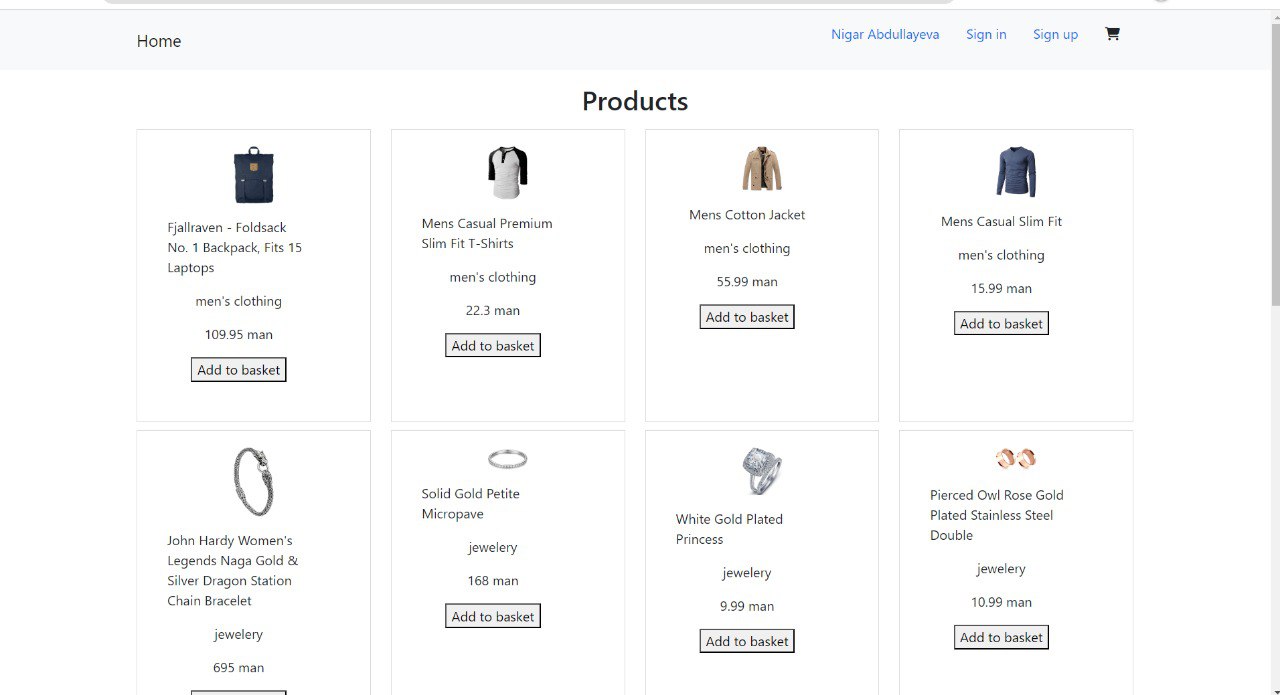 Home
Nigar Abdullayeva
Sign in
Sign up
Products
Fjallraven - Foldsack
No. 1 Backpack, Fits 15
Laptops
men's clothing
109.95 man
Add to basket
Mens Casual Premium
Slim Fit T-Shirts
men's clothing
22.3 man
Add to basket
Mens Cotton Jacket
men's clothing
55.99 man
Add to basket
Mens Casual Slim Fit
men's clothing
15.99 man
Add to basket
John Hardy Women's
Legends Naga Gold &
Silver Dragon Station
Chain Bracelet
jewelery
695 man
Solid Gold Petite
Micropave
jewelery
168 man
Add to basket
White Gold Plated
Princess
jewelery
9.99 man
Add to basket
Pierced Owl Rose Gold
Plated Stainless Steel
Double
jewelery
10.99 man
Add to basket